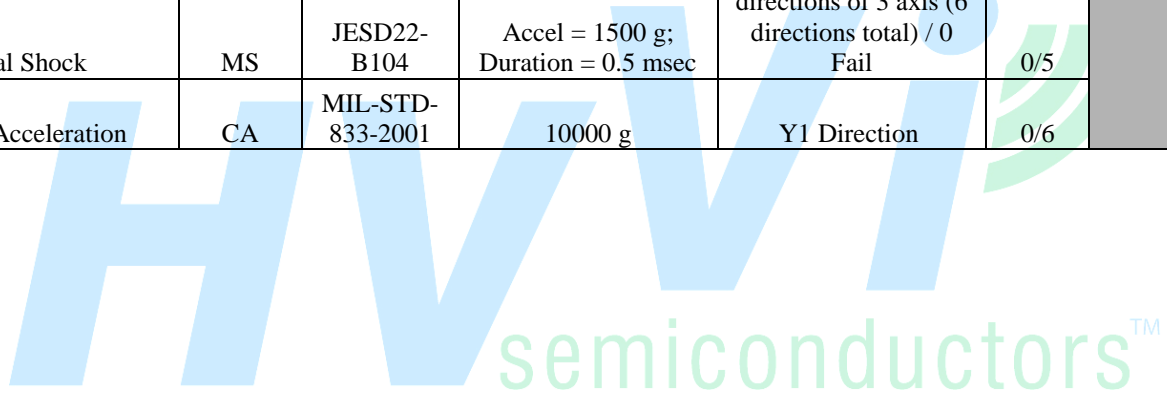 directions of 3 axis (6
al Shock MS JESD22- Accel = 1500 g; directions total) / 0
B104 Duration = 0.5 msec Fail 0/5
Acceleration CA MIL-STD- 10000 g Y1 Direction 0/6
833-2001
HVVi
semiconductors™